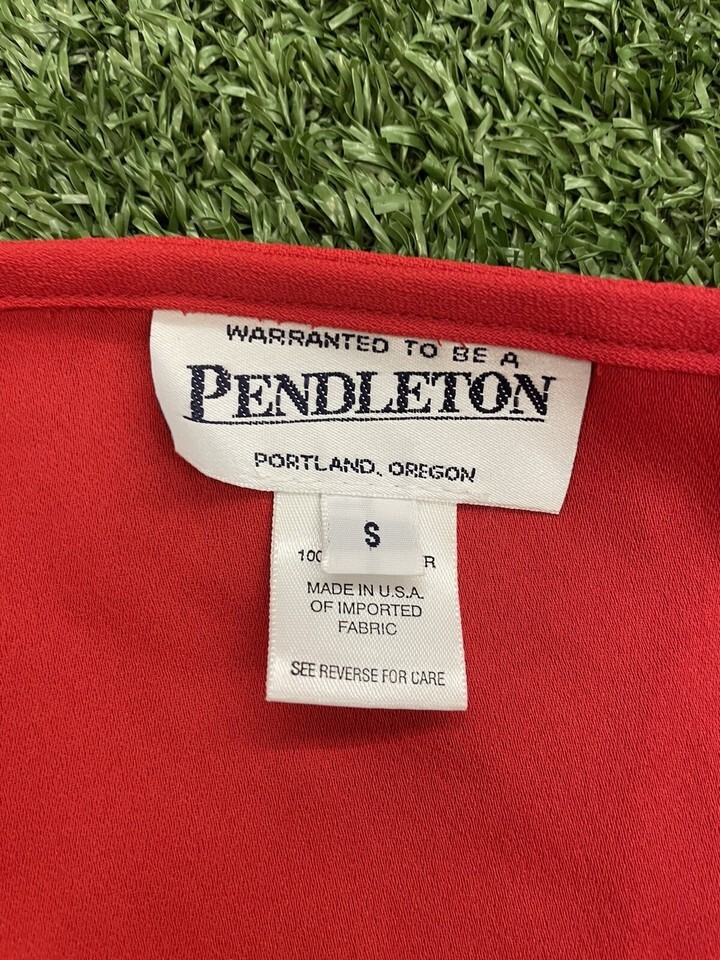 WARRANTED TO BE A
PENDLETON
PORTLAND, OREGON
S
MADE IN U.S.A.
OF IMPORTED
FABRIC
SEE REVERSE FOR CARE